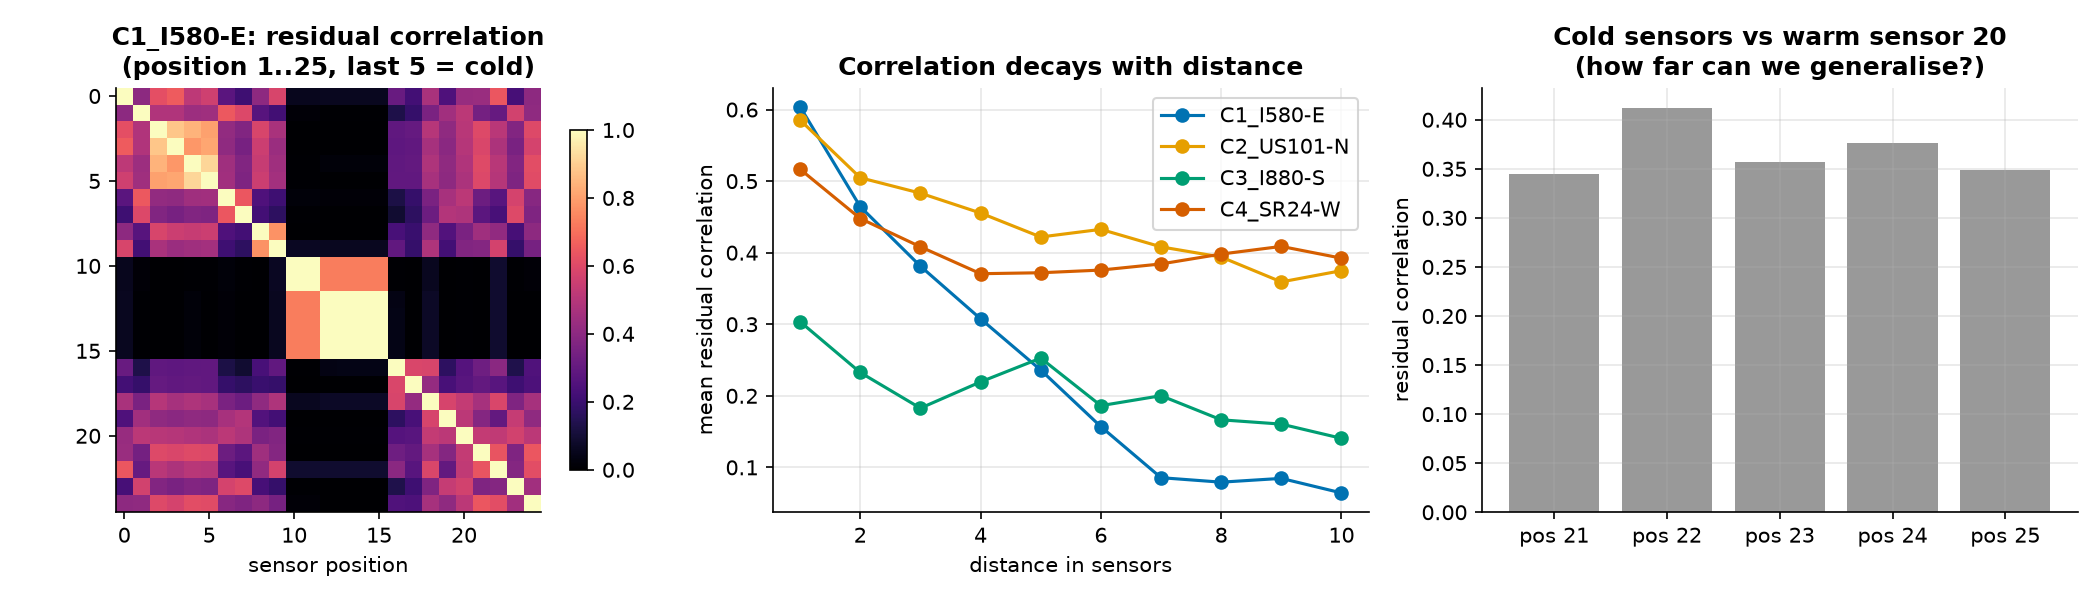 C1_I580-E: residual correlation
(position 1..25, last 5 = cold)
0
5
10
15
20
0 5 10 15 20
sensor position
1.0
0.8
0.6
0.4
0.2
0.0
Correlation decays with distance
mean residual correlation
0.6
0.5
0.4
0.3
0.2
0.1
C1_I580-E
C2_US101-N
C3_I880-S
C4_SR24-W
2 4 6 8 10
distance in sensors
Cold sensors vs warm sensor 20
(how far can we generalise?)
residual correlation
0.40
0.35
0.30
0.25
0.20
0.15
0.10
0.05
0.00
pos 21 pos 22 pos 23 pos 24 pos 25